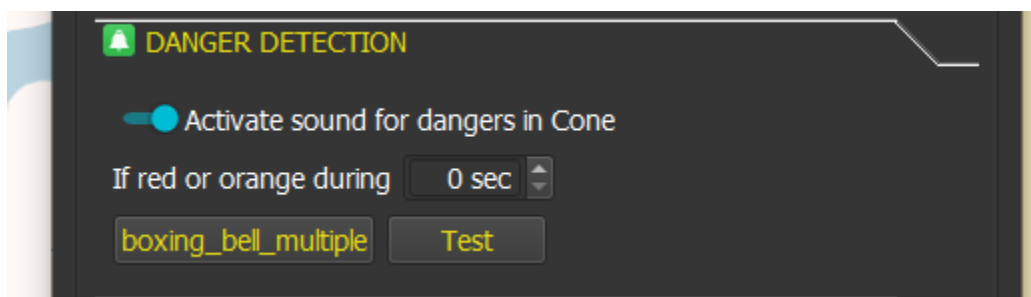 DANGER DETECTION
Activate sound for dangers in Cone
If red or orange during 0 sec
boxing_bell_multiple Test